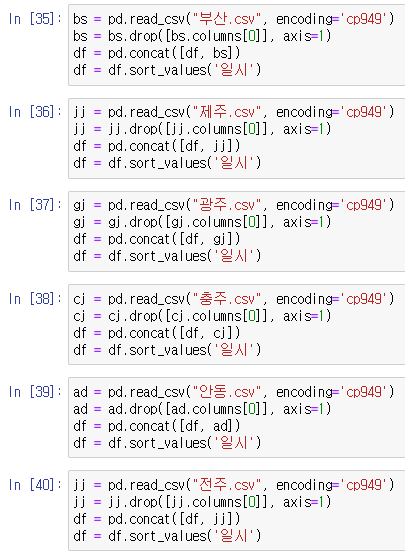 In [35]: bs = pd.read_csv("부산.csv", encoding='cp949')
bs = bs.drop([bs.columns[0]], axis=1)
df = pd.concat([df, bs])
df = df.sort_values('일시')
In [36]: jj = pd.read_csv("제주.csv", encoding='cp949')
jj = jj.drop([jj.columns[0]], axis=1)
df = pd.concat([df, jj])
df = df.sort_values('일시')
In [37]: gj = pd.read_csv("광주.csv", encoding='cp949')
gj = gj.drop([gj.columns[0]], axis=1)
df = pd.concat([df, gj])
df = df.sort_values('일시')
In [38]: cj = pd.read_csv("충주.csv", encoding='cp949')
cj = cj.drop([cj.columns[0]], axis=1)
df = pd.concat([df, cj])
df = df.sort_values('일시')
In [39]: ad = pd.read_csv("안동.csv", encoding='cp949')
ad = ad.drop([ad.columns[0]], axis=1)
df = pd.concat([df, ad])
df = df.sort_values('일시')
In [40]: jj = pd.read_csv("전주.csv", encoding='cp949')
jj = jj.drop([jj.columns[0]], axis=1)
df = pd.concat([df, jj])
df = df.sort_values('일시')